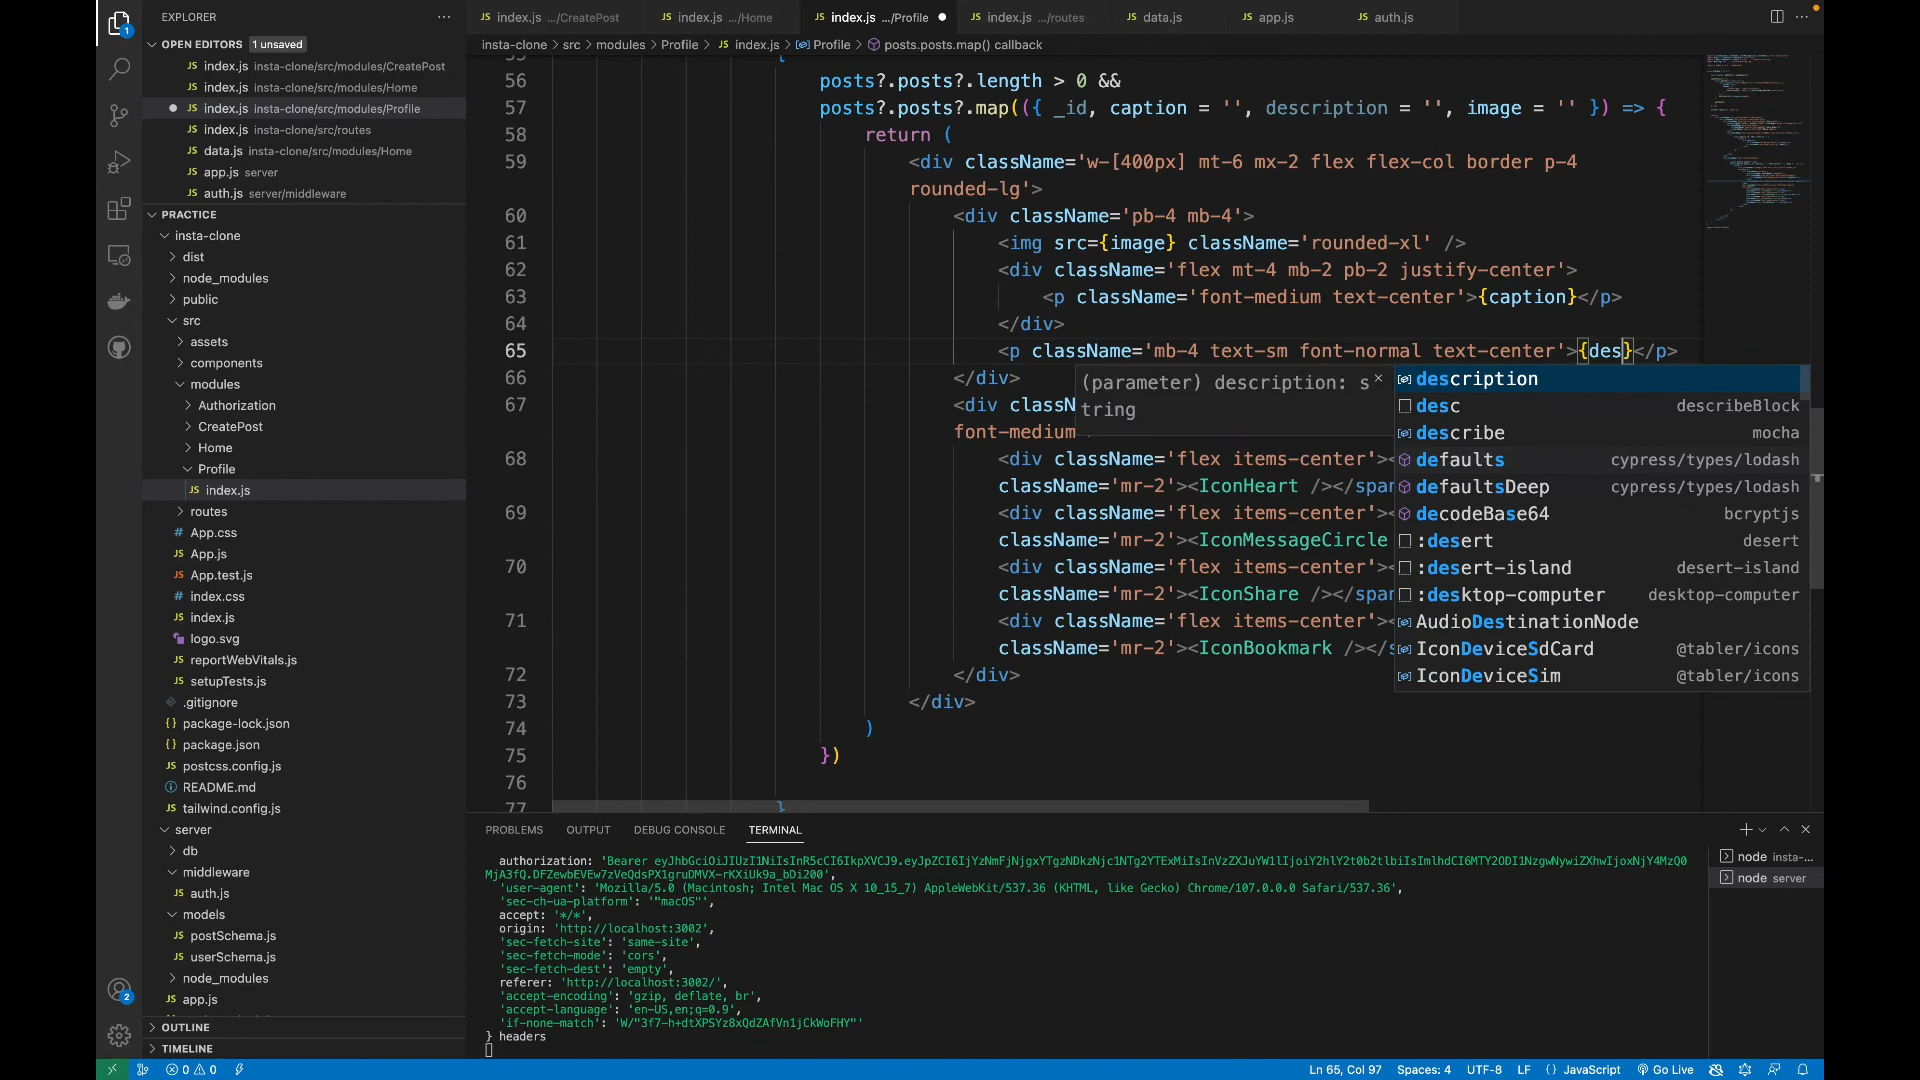 EXPLORER
index.js .../CreatePost
index.js .../Home
index.js .../Profile
index.js .../routes
data.js
app.js
auth.js
OPEN EDITORS 1 unsaved
insta-clone > src > modules > Profile > index.js > Profile > posts.posts.map() callback
index.js insta-clone/src/modules/CreatePost
index.js insta-clone/src/modules/Home
index.js insta-clone/src/modules/Profile
index.js insta-clone/src/routes
data.js insta-clone/src/modules/Home
app.js server
auth.js server/middleware
PRACTICE
insta-clone
dist
node_modules
public
src
assets
components
modules
Authorization
CreatePost
Home
Profile
index.js
routes
App.css
App.js
App.test.js
index.css
index.js
logo.svg
reportWebVitals.js
setupTests.js
.gitignore
package-lock.json
package.json
postcss.config.js
README.md
tailwind.config.js
server
db
middleware
auth.js
models
postSchema.js
userSchema.js
node_modules
app.js
OUTLINE
TIMELINE
55 {
56 posts?.posts?.length > 0 &&
57 posts?.posts?.map(({ _id, caption = '', description = '', image = '' }) => {
58 return (
59 <div className='w-[400px] mt-6 mx-2 flex flex-col border p-4
rounded-lg'>
60 <div className='pb-4 mb-4'>
61 <img src={image} className='rounded-xl' />
62 <div className='flex mt-4 mb-2 pb-2 justify-center'>
63 <p className='font-medium text-center'>{caption}</p>
64 </div>
65 <p className='mb-4 text-sm font-normal text-center'>{des}</p>
66 </div>
67 <div classN
font-medium
68 <div className='flex items-center'><
className='mr-2'><IconHeart /></span
69 <div className='flex items-center'><
className='mr-2'><IconMessageCircle
70 <div className='flex items-center'><
className='mr-2'><IconShare /></span
71 <div className='flex items-center'><
className='mr-2'><IconBookmark /></s
72 </div>
73 </div>
74 )
75 })
76
77 }
(parameter) description: s
tring
description
desc describeBlock
describe mocha
defaults cypress/types/lodash
defaultsDeep cypress/types/lodash
decodeBase64 bcryptjs
:desert desert
:desert-island desert-island
:desktop-computer desktop-computer
AudioDestinationNode
IconDeviceSdCard @tabler/icons
IconDeviceSim @tabler/icons
PROBLEMS OUTPUT DEBUG CONSOLE TERMINAL
'user-agent': 'Mozilla/5.0 (Macintosh; Intel Mac OS X 10_15_7) AppleWebKit/537.36 (KHTML, like Gecko) Chrome/107.0.0.0 Safari/537.36',
'sec-ch-ua-platform': '"macOS"',
accept: '*/*',
origin: 'http://localhost:3002',
'sec-fetch-site': 'same-site',
'sec-fetch-mode': 'cors',
'sec-fetch-dest': 'empty',
referer: 'http://localhost:3002/',
'accept-encoding': 'gzip, deflate, br',
'accept-language': 'en-US,en;q=0.9',
'if-none-match': 'W/"3f7-h+dtXPSYz8xQdZAfVn1jCkWoFHY"'
} headers
node insta-...
node server
0 0
Ln 65, Col 97
Spaces: 4
UTF-8
LF
{} JavaScript
Go Live